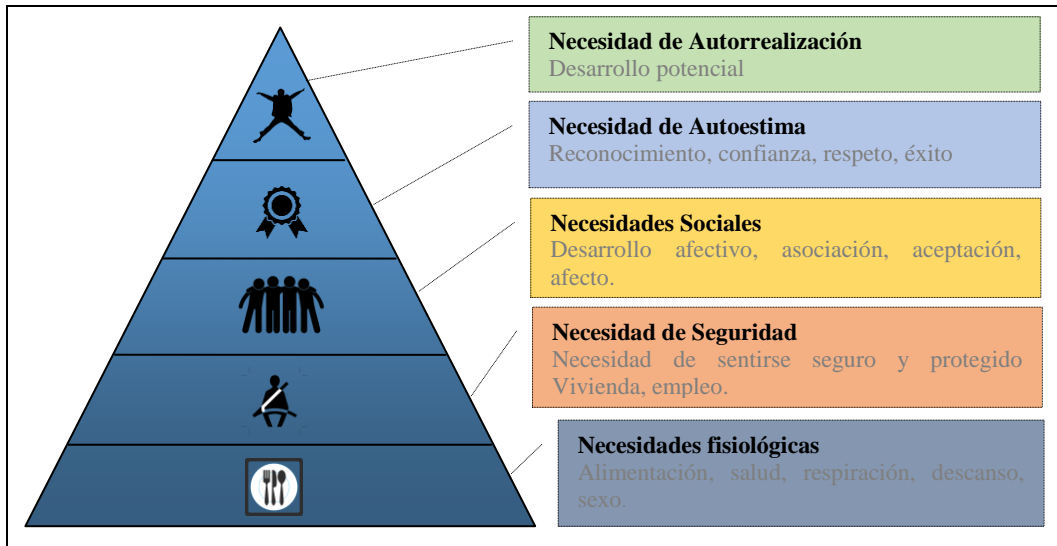 Necesidad de Autorrealización
Desarrollo potencial
Necesidad de Autoestima
Reconocimiento, confianza, respeto, éxito
Necesidades Sociales
Desarrollo afectivo, asociación, aceptación,
afecto.
Necesidad de Seguridad
Necesidad de sentirse seguro y protegido
Vivienda, empleo.
Necesidades fisiológicas
Alimentación, salud, respiración, descanso,
sexo.